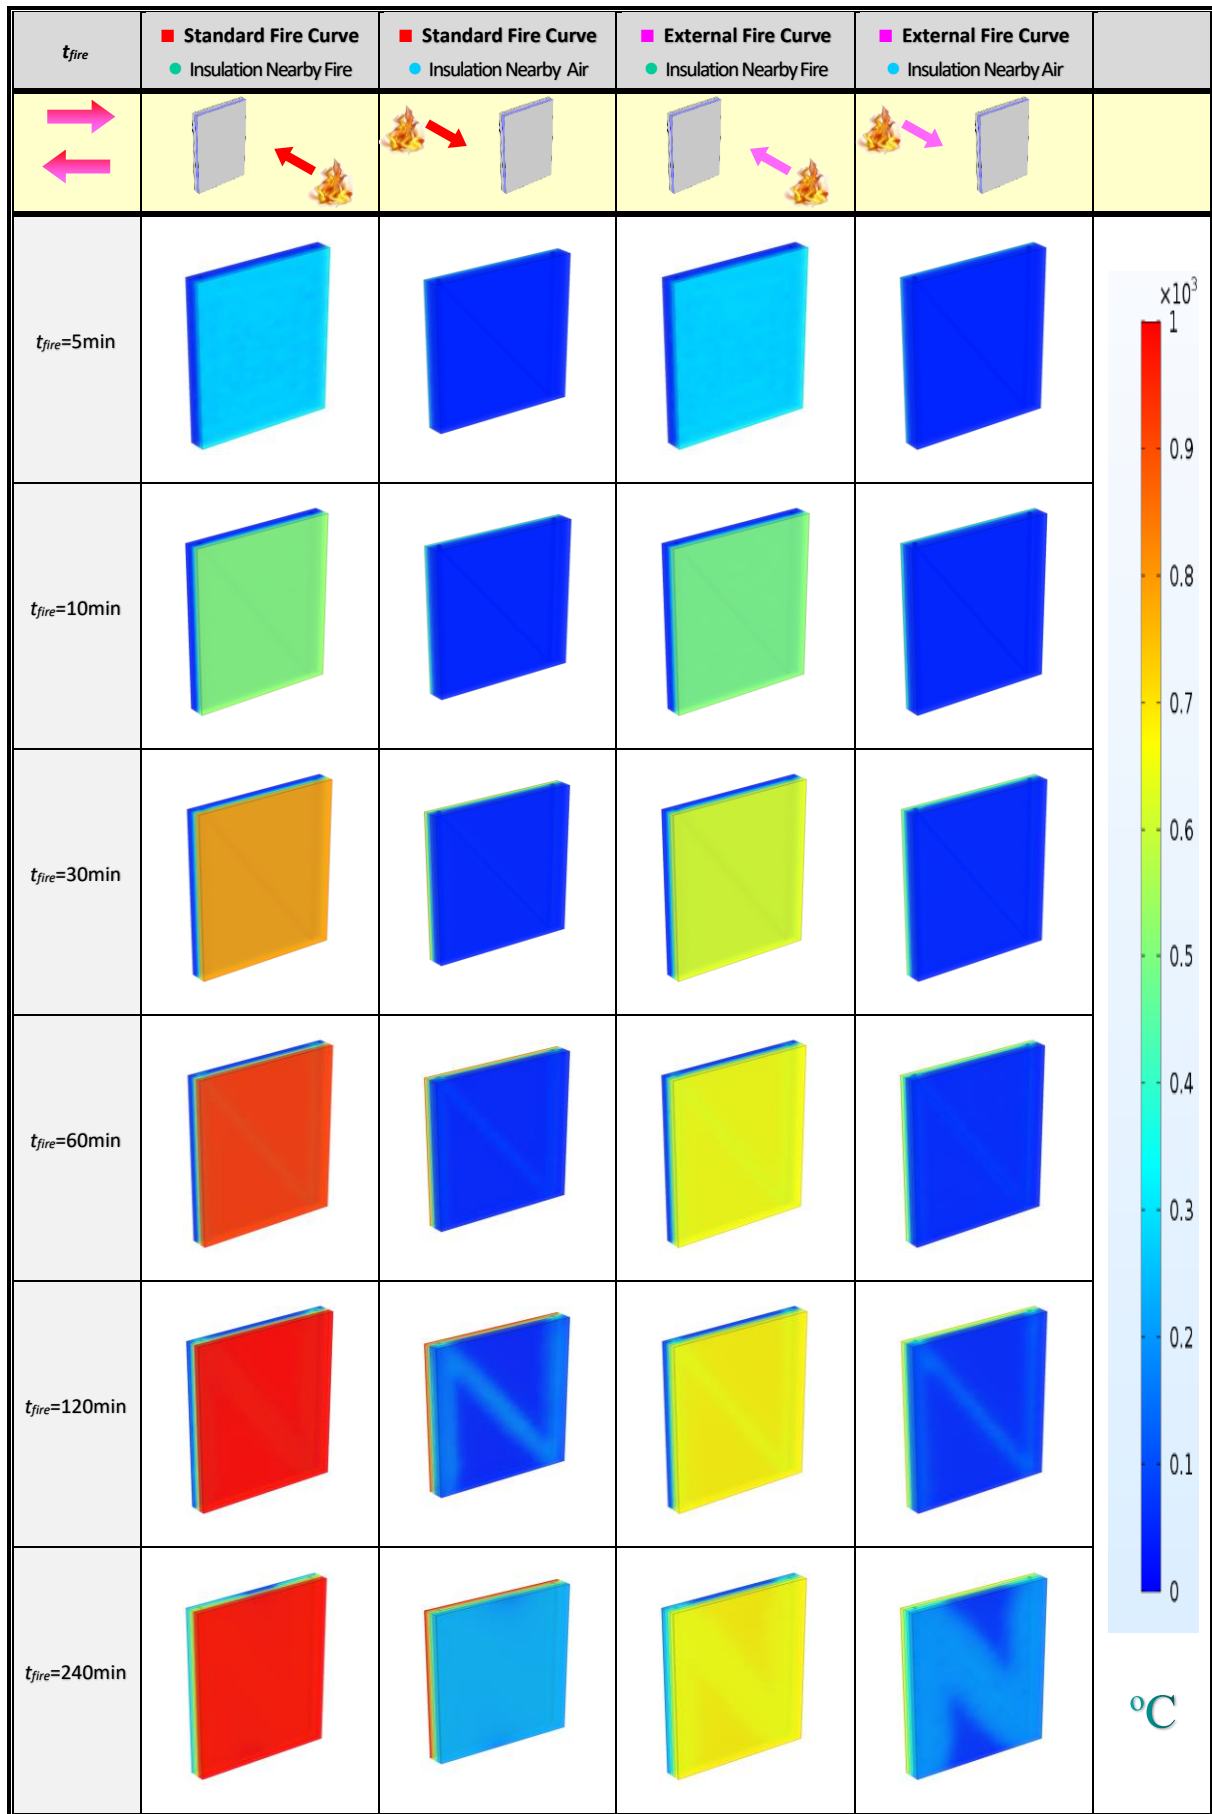 tfire
■ Standard Fire Curve
● Insulation Nearby Fire
■ Standard Fire Curve
● Insulation Nearby Air
■ External Fire Curve
● Insulation Nearby Fire
■ External Fire Curve
● Insulation Nearby Air
tfire=5min
tfire=10min
tfire=30min
tfire=60min
tfire=120min
tfire=240min
×10³
1
0.9
0.8
0.7
0.6
0.5
0.4
0.3
0.2
0.1
0
ºC